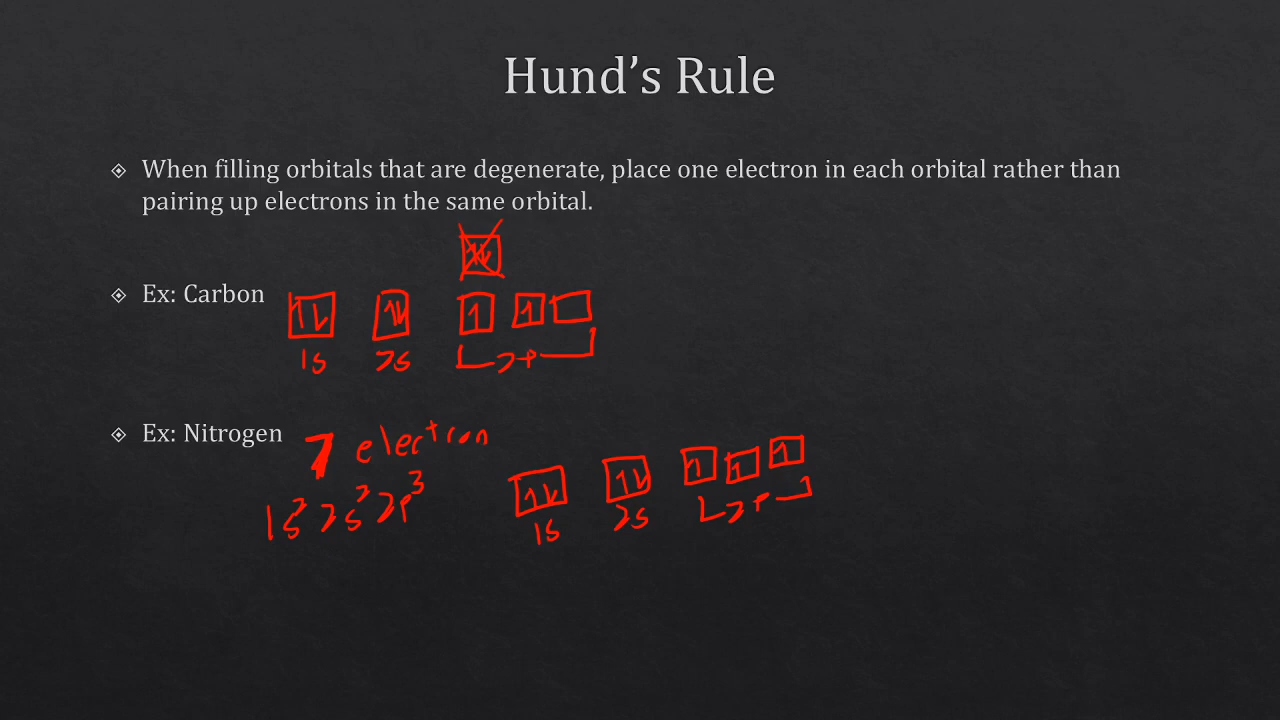 Hund's Rule
When filling orbitals that are degenerate, place one electron in each orbital rather than
pairing up electrons in the same orbital.
Ex: Carbon
1s 2s 2p
Ex: Nitrogen
7 electron
1s² 2s² 2p³
1s 2s 2p